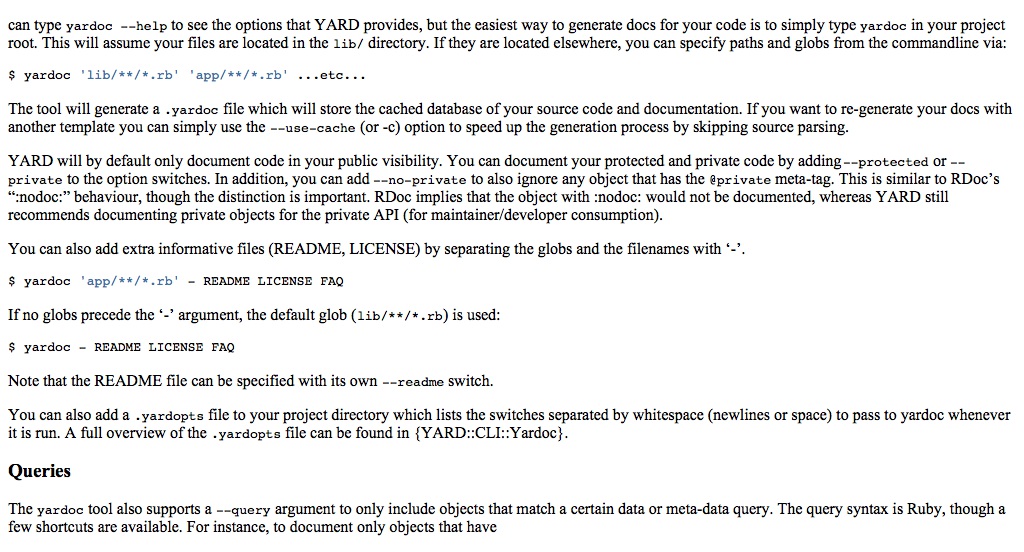 can type yardoc --help to see the options that YARD provides, but the easiest way to generate docs for your code is to simply type yardoc in your project
root. This will assume your files are located in the lib/ directory. If they are located elsewhere, you can specify paths and globs from the commandline via:
$ yardoc 'lib/**/*.rb' 'app/**/*.rb' ...etc...
The tool will generate a .yardoc file which will store the cached database of your source code and documentation. If you want to re-generate your docs with
another template you can simply use the --use-cache (or -c) option to speed up the generation process by skipping source parsing.
YARD will by default only document code in your public visibility. You can document your protected and private code by adding --protected or --
private to the option switches. In addition, you can add --no-private to also ignore any object that has the @private meta-tag. This is similar to RDoc’s
“:nodoc:” behaviour, though the distinction is important. RDoc implies that the object with :nodoc: would not be documented, whereas YARD still
recommends documenting private objects for the private API (for maintainer/developer consumption).
You can also add extra informative files (README, LICENSE) by separating the globs and the filenames with ‘-’.
$ yardoc 'app/**/*.rb' - README LICENSE FAQ
If no globs precede the ‘-’ argument, the default glob (lib/**/*.rb) is used:
$ yardoc - README LICENSE FAQ
Note that the README file can be specified with its own --readme switch.
You can also add a .yardopts file to your project directory which lists the switches separated by whitespace (newlines or space) to pass to yardoc whenever
it is run. A full overview of the .yardopts file can be found in {YARD::CLI::Yardoc}.
Queries
The yardoc tool also supports a --query argument to only include objects that match a certain data or meta-data query. The query syntax is Ruby, though a
few shortcuts are available. For instance, to document only objects that have